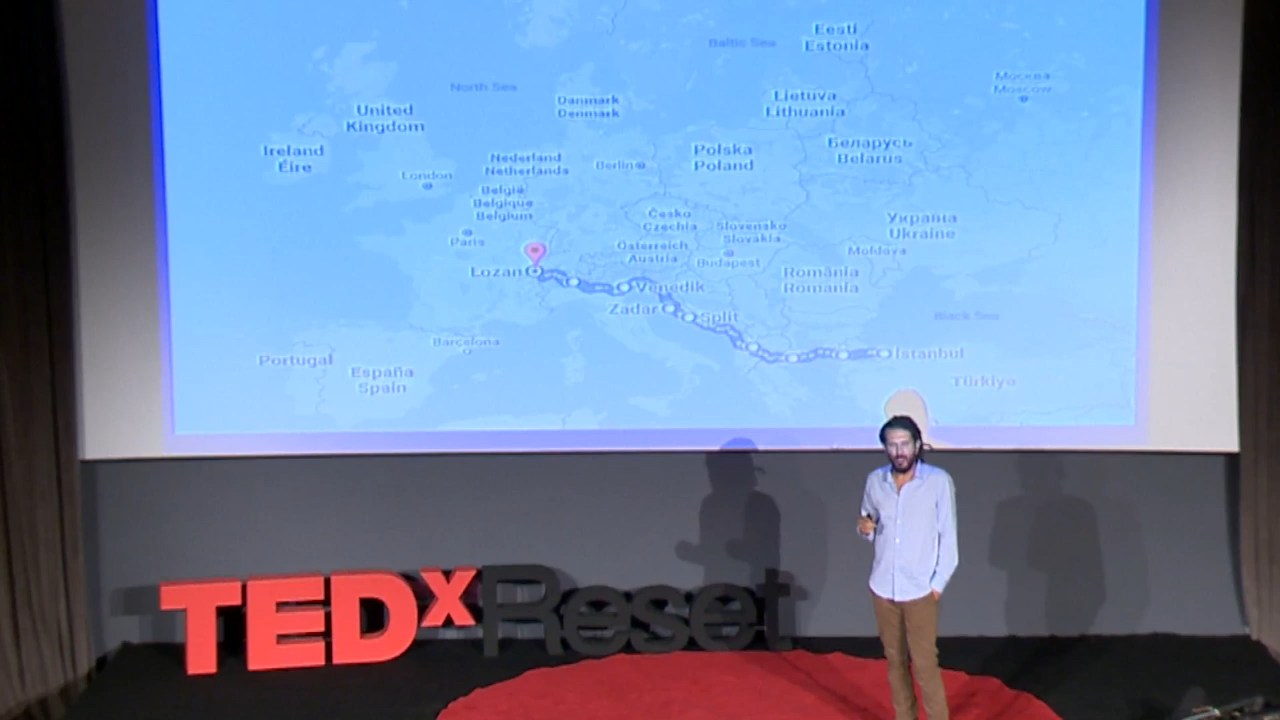 Eesti
Estonia
Baltic Sea
Москва
Moscow
North Sea
Danmark
Denmark
Lietuva
Lithuania
United
Kingdom
Ireland
Éire
Nederland
Netherlands
Berlin
Polska
Poland
Беларусь
Belarus
London
België
Belgique
Belgium
Česko
Czechia
Slovensko
Slovakia
Україна
Ukraine
Paris
Österreich
Austria
Budapest
Moldova
Lozan
Venedik
România
Romania
Zadar
Split
Black Sea
Barcelona
İstanbul
Portugal
España
Spain
Türkiye
TEDx Reset